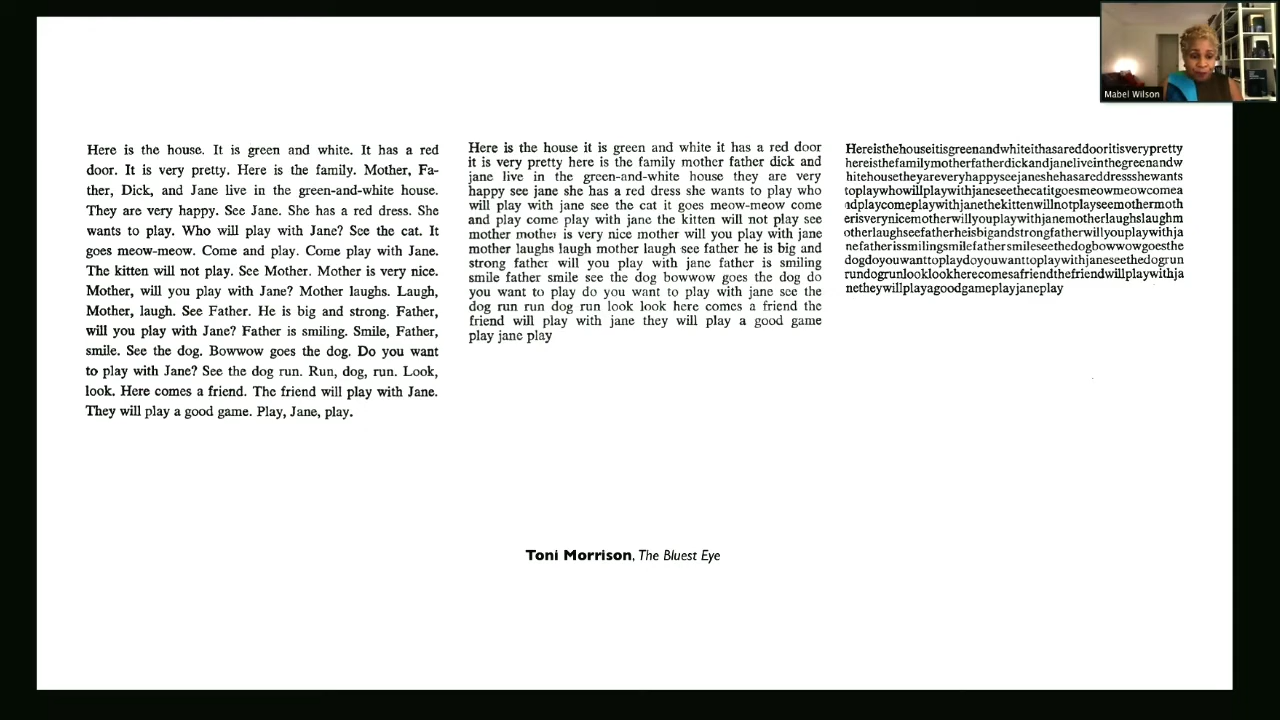 Here is the house. It is green and white. It has a red
door. It is very pretty. Here is the family. Mother, Fa-
ther, Dick, and Jane live in the green-and-white house.
They are very happy. See Jane. She has a red dress. She
wants to play. Who will play with Jane? See the cat. It
goes meow-meow. Come and play. Come play with Jane.
The kitten will not play. See Mother. Mother is very nice.
Mother, will you play with Jane? Mother laughs. Laugh,
Mother, laugh. See Father. He is big and strong. Father,
will you play with Jane? Father is smiling. Smile, Father,
smile. See the dog. Bowwow goes the dog. Do you want
to play with Jane? See the dog run. Run, dog, run. Look,
look. Here comes a friend. The friend will play with Jane.
They will play a good game. Play, Jane, play.
Here is the house it is green and white it has a red door
it is very pretty here is the family mother father dick and
jane live in the green-and-white house they are very
happy see jane she has a red dress she wants to play who
will play with jane see the cat it goes meow-meow come
and play come play with jane the kitten will not play see
mother mother is very nice mother will you play with jane
mother laughs laugh mother laugh see father he is big and
strong father will you play with jane father is smiling
smile father smile see the dog bowwow goes the dog do
you want to play do you want to play with jane see the
dog run run dog run look look here comes a friend the
friend will play with jane they will play a good game
play jane play
Hereisthehouseitisgreenandwhiteithasareddooritisverypretty
hereisthefamilymotherfatherdickandjaneliveinthegreenandw
hitehousetheyareveryhappyseejaneshehasareddressshewants
toplaywhowillplaywithjaneseethecatitgoesmeowmeowcomea
ndplaycomeplaywithjanethekittenwillnotplayseemothermoth
erisverynicemotherwillyouplaywithjanemotherlaughslaughm
otherlaughseefatherheisbigandstrongfatherwillyouplaywithja
nefatherissmilingsmilefathersmileseethedogbowwowgoesthe
dogdoyouwanttoplaydoyouwanttoplaywithjaneseethedogrun
rundogrunlooklookherecomesafriendthefriendwillplaywithja
netheywillplayagoodgameplayjaneplay
Toni Morrison, The Bluest Eye
Mabel Wilson